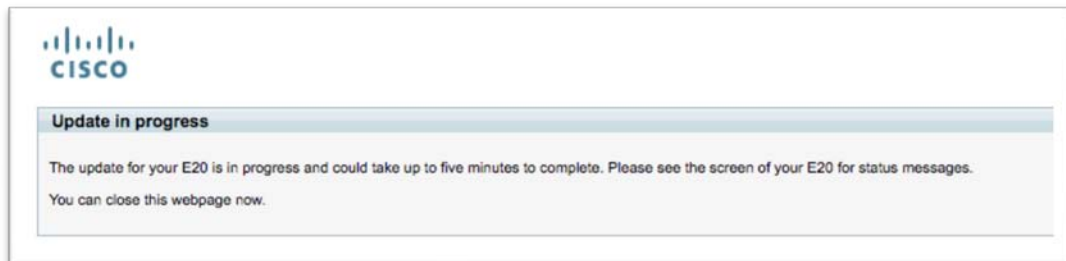 CISCO
Update in progress
The update for your E20 is in progress and could take up to five minutes to complete. Please see the screen of your E20 for status messages.
You can close this webpage now.